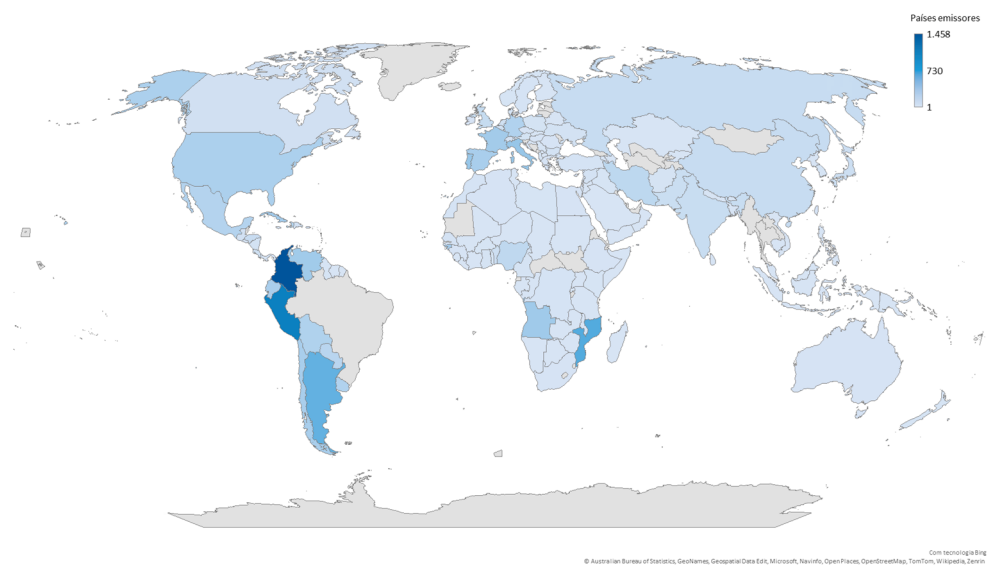 Países emissores
1.458
730
1
Com tecnologia Bing
© Australian Bureau of Statistics, GeoNames, Geospatial Data Edit, Microsoft, Navinfo, Open Places, OpenStreetMap, TomTom, Wikipedia, Zenrin